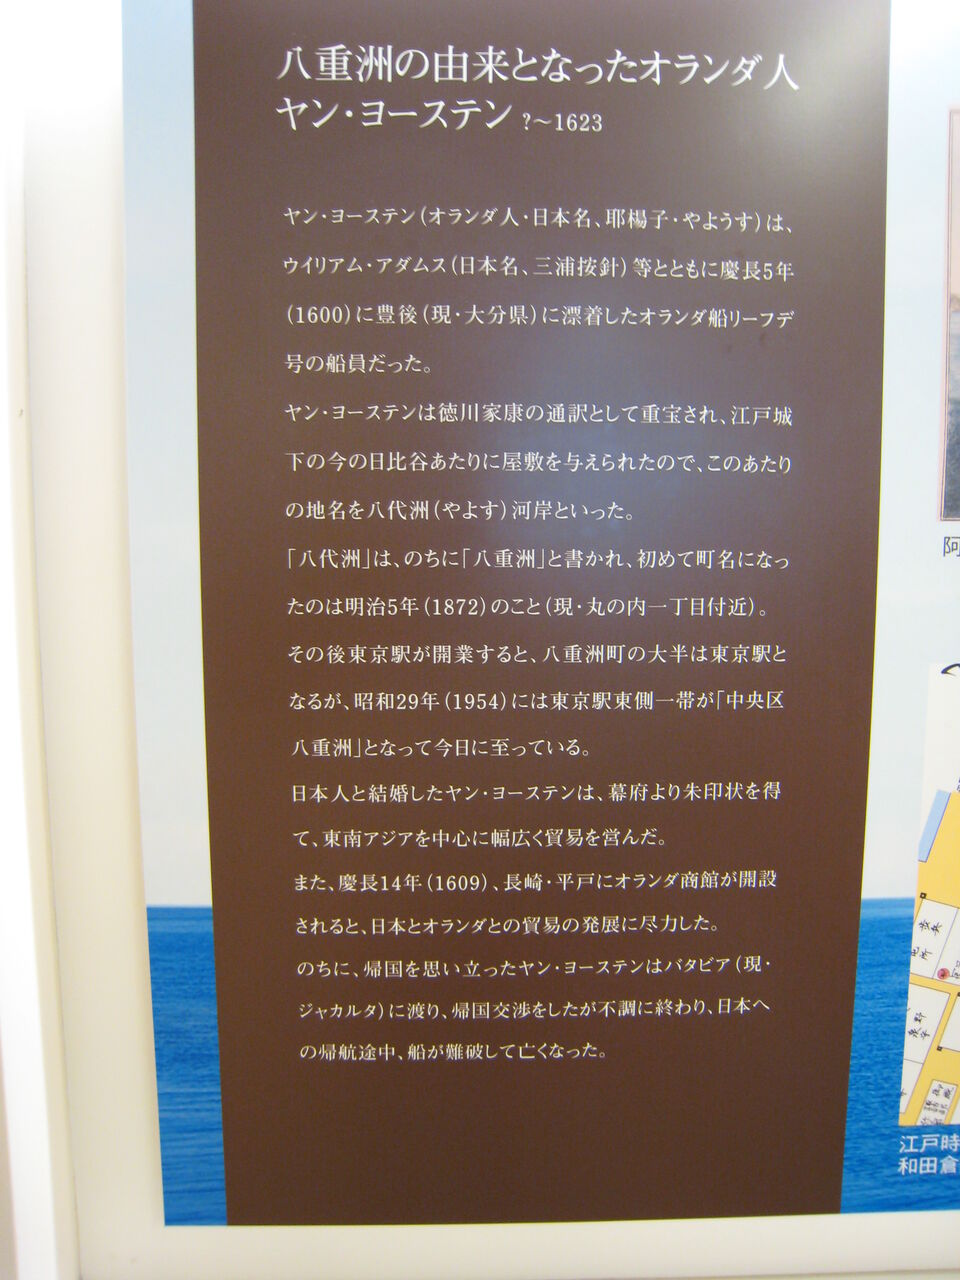 八重洲の由来となったオランダ人
ヤン・ヨーステン ?～1623
ヤン・ヨーステン(オランダ人・日本名、耶楊子・やようす)は、
ウイリアム・アダムス(日本名、三浦按針)等とともに慶長5年
(1600)に豊後(現・大分県)に漂着したオランダ船リーフデ
号の船員だった。
ヤン・ヨーステンは徳川家康の通訳として重宝され、江戸城
下の今の日比谷あたりに屋敷を与えられたので、このあたり
の地名を八代洲(やよす)河岸といった。
「八代洲」は、のちに「八重洲」と書かれ、初めて町名になっ
たのは明治5年(1872)のこと(現・丸の内一丁目付近)。
その後東京駅が開業すると、八重洲町の大半は東京駅と
なるが、昭和29年(1954)には東京駅東側一帯が「中央区
八重洲」となって今日に至っている。
日本人と結婚したヤン・ヨーステンは、幕府より朱印状を得
て、東南アジアを中心に幅広く貿易を営んだ。
また、慶長14年(1609)、長崎・平戸にオランダ商館が開設
されると、日本とオランダとの貿易の発展に尽力した。
のちに、帰国を思い立ったヤン・ヨーステンはバタビア(現・
ジャカルタ)に渡り、帰国交渉をしたが不調に終わり、日本へ
の帰航途中、船が難破して亡くなった。
阿
江戸時
和田倉